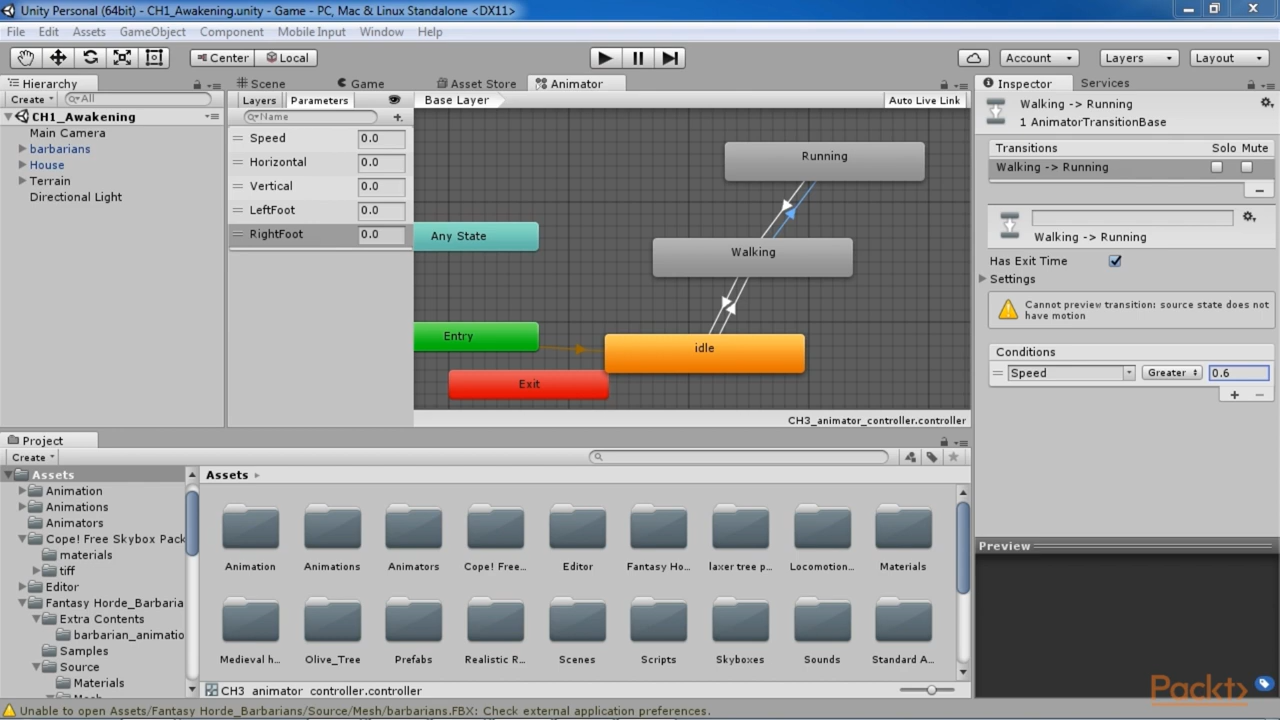 Unity Personal (64bit) - CH1_Awakening.unity - Game - PC, Mac & Linux Standalone <DX11>
File Edit Assets GameObject Component Mobile Input Window Help
Center Local Account Layers Layout
Hierarchy
Create All
CH1_Awakening
Main Camera
barbarians
House
Terrain
Directional Light
Scene Game Asset Store Animator
Layers Parameters Base Layer Auto Live Link
Name
Speed 0.0
Horizontal 0.0
Vertical 0.0
LeftFoot 0.0
RightFoot 0.0
Running
Any State
Walking
Entry
idle
Exit
CH3_animator_controller.controller
Inspector Services
Walking -> Running
1 AnimatorTransitionBase
Transitions Solo Mute
Walking -> Running
Walking -> Running
Has Exit Time
Settings
Cannot preview transition: source state does not
have motion
Conditions
Speed Greater 0.6
Preview
Project
Create
Assets
Animation
Animations
Animators
Cope! Free Skybox Pack
materials
tiff
Editor
Fantasy Horde_Barbaria
Extra Contents
barbarian_animatio
Samples
Source
Materials
Assets
Animation Animations Animators Cope! Free... Editor Fantasy Ho... laxer tree p... Locomotion... Materials
Medieval h... Olive_Tree Prefabs Realistic R... Scenes Scripts Skyboxes Sounds Standard A...
CH3_animator_controller.controller
Packt>
Unable to open Assets/Fantasy Horde_Barbarians/Source/Mesh/barbarians.FBX: Check external application preferences.